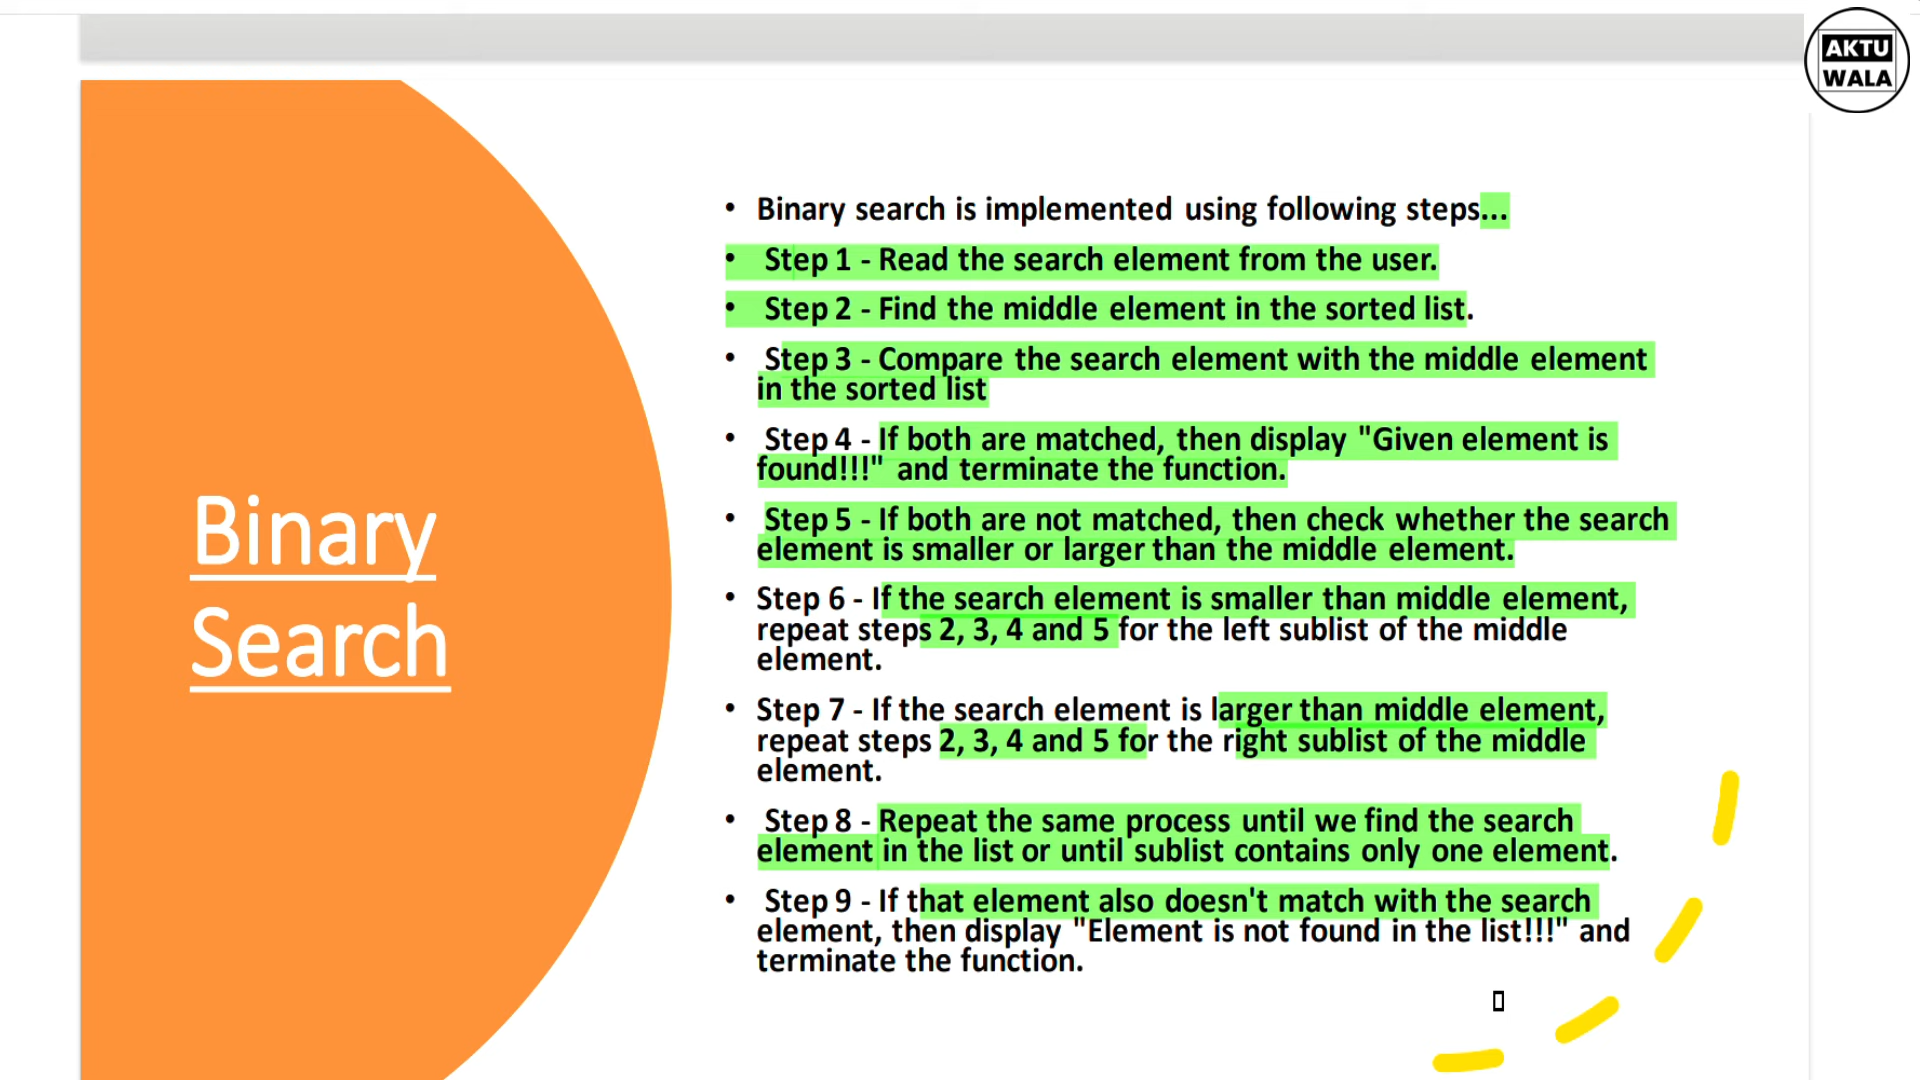 AKTU
WALA
Binary
Search
• Binary search is implemented using following steps...
• Step 1 - Read the search element from the user.
• Step 2 - Find the middle element in the sorted list.
• Step 3 - Compare the search element with the middle element
in the sorted list
• Step 4 - If both are matched, then display "Given element is
found!!!" and terminate the function.
• Step 5 - If both are not matched, then check whether the search
element is smaller or larger than the middle element.
• Step 6 - If the search element is smaller than middle element,
repeat steps 2, 3, 4 and 5 for the left sublist of the middle
element.
• Step 7 - If the search element is larger than middle element,
repeat steps 2, 3, 4 and 5 for the right sublist of the middle
element.
• Step 8 - Repeat the same process until we find the search
element in the list or until sublist contains only one element.
• Step 9 - If that element also doesn't match with the search
element, then display "Element is not found in the list!!!" and
terminate the function.